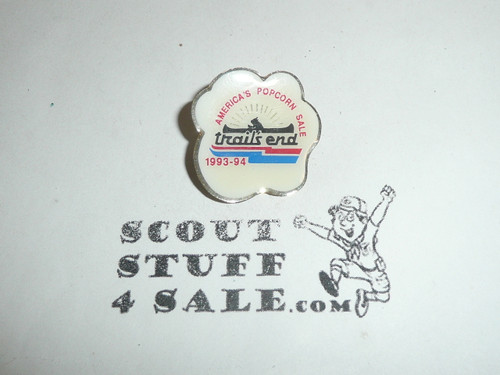 AMERICA'S POPCORN SALE
trail's end
1993-94
SCOUT
STUFF
4 SALE.COM